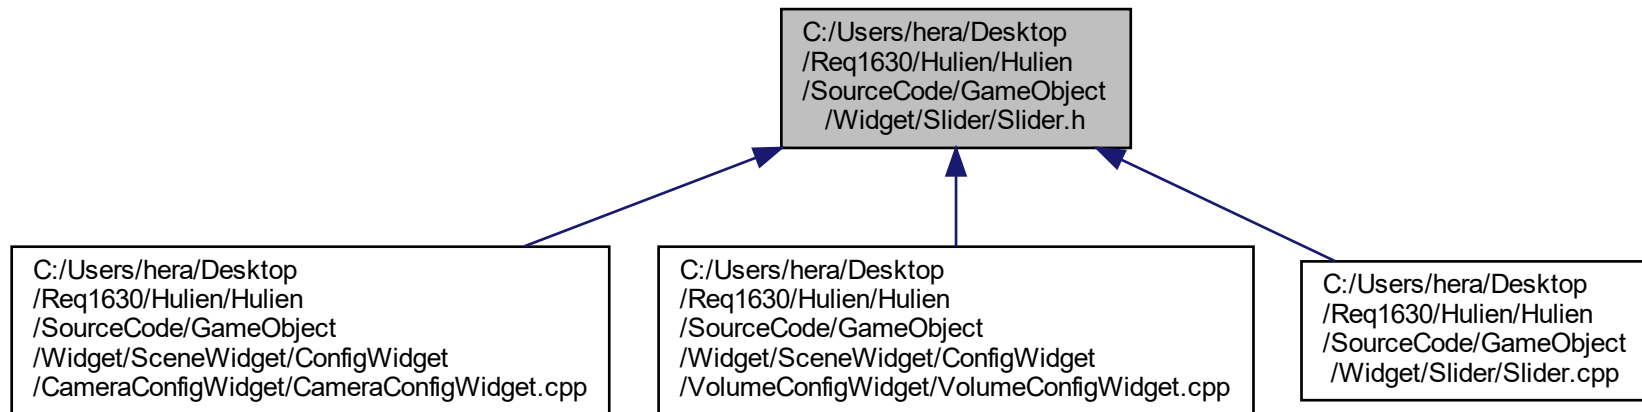 C:/Users/hera/Desktop
/Req1630/Hulien/Hulien
/SourceCode/GameObject
/Widget/Slider/Slider.h
C:/Users/hera/Desktop
/Req1630/Hulien/Hulien
/SourceCode/GameObject
/Widget/SceneWidget/ConfigWidget
/CameraConfigWidget/CameraConfigWidget.cpp
C:/Users/hera/Desktop
/Req1630/Hulien/Hulien
/SourceCode/GameObject
/Widget/SceneWidget/ConfigWidget
/VolumeConfigWidget/VolumeConfigWidget.cpp
C:/Users/hera/Desktop
/Req1630/Hulien/Hulien
/SourceCode/GameObject
/Widget/Slider/Slider.cpp